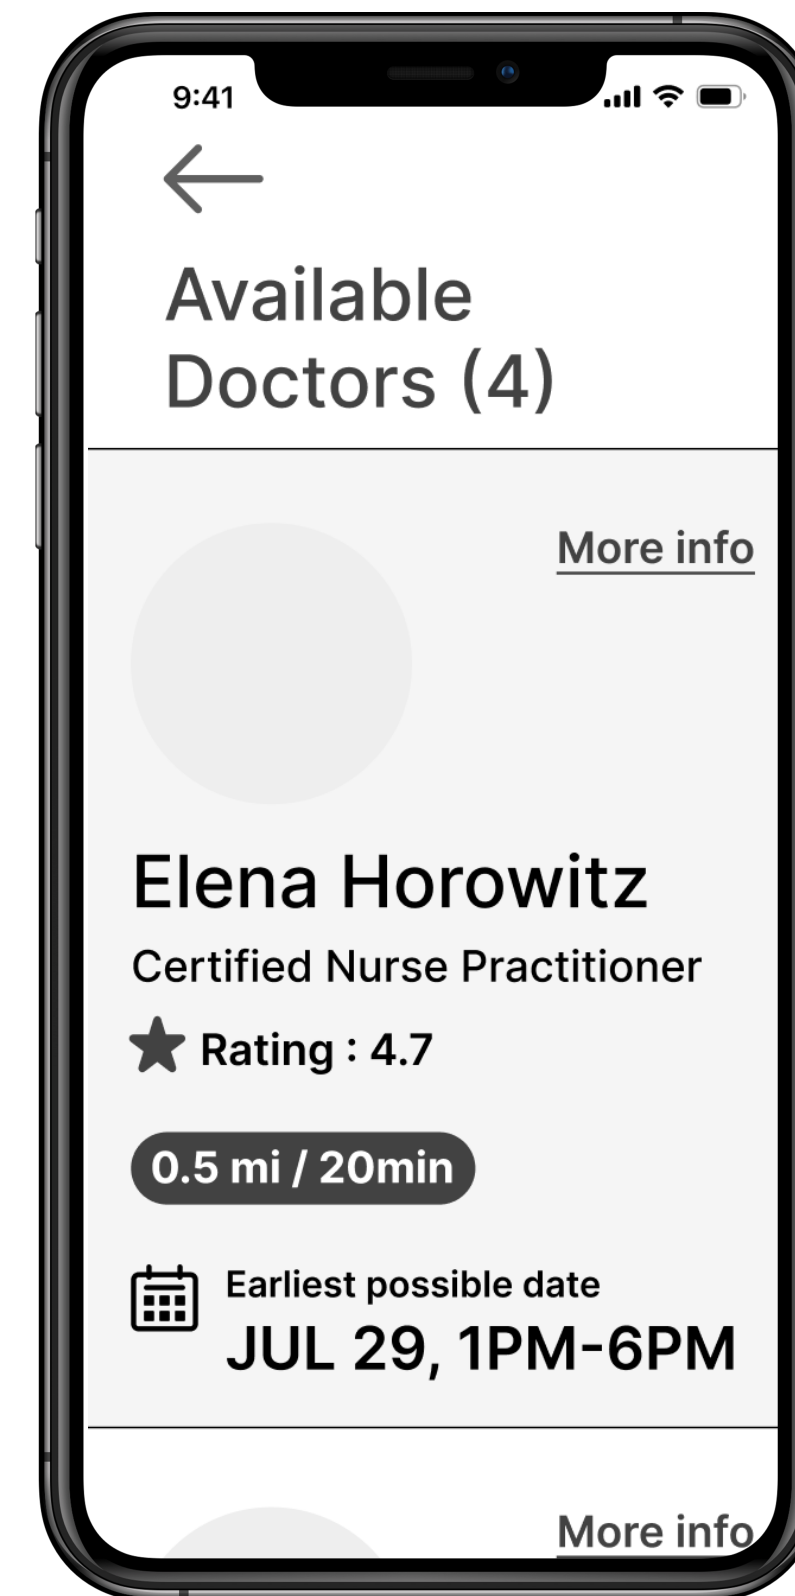 9:41
Available
Doctors (4)
More info
Elena Horowitz
Certified Nurse Practitioner
Rating : 4.7
0.5 mi / 20min
Earliest possible date
JUL 29, 1PM-6PM
More info